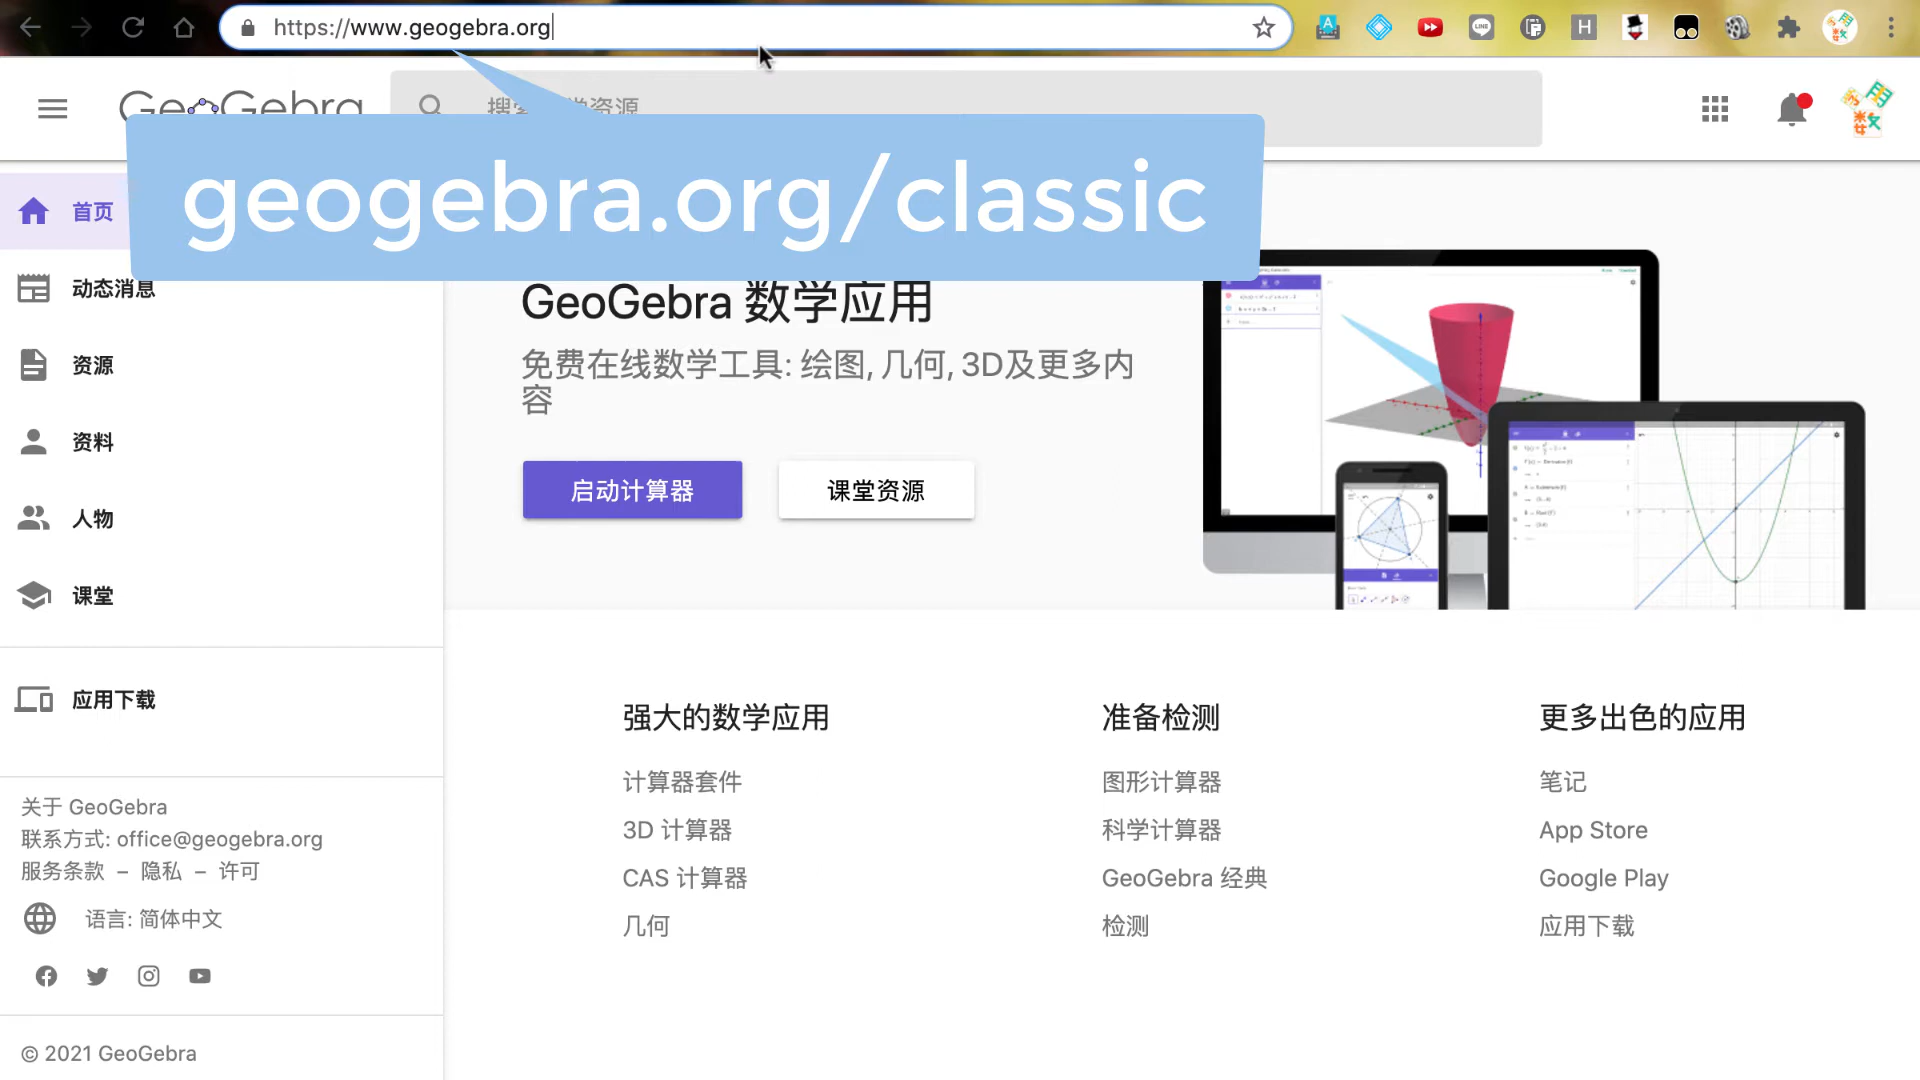 https://www.geogebra.org
GeoGebra
geogebra.org/classic
首页
动态消息
资源
资料
人物
课堂
应用下载
关于 GeoGebra
联系方式: office@geogebra.org
服务条款 – 隐私 – 许可
语言: 简体中文
© 2021 GeoGebra
GeoGebra 数学应用
免费在线数学工具: 绘图, 几何, 3D及更多内
容
启动计算器
课堂资源
强大的数学应用
计算器套件
3D 计算器
CAS 计算器
几何
准备检测
图形计算器
科学计算器
GeoGebra 经典
检测
更多出色的应用
笔记
App Store
Google Play
应用下载